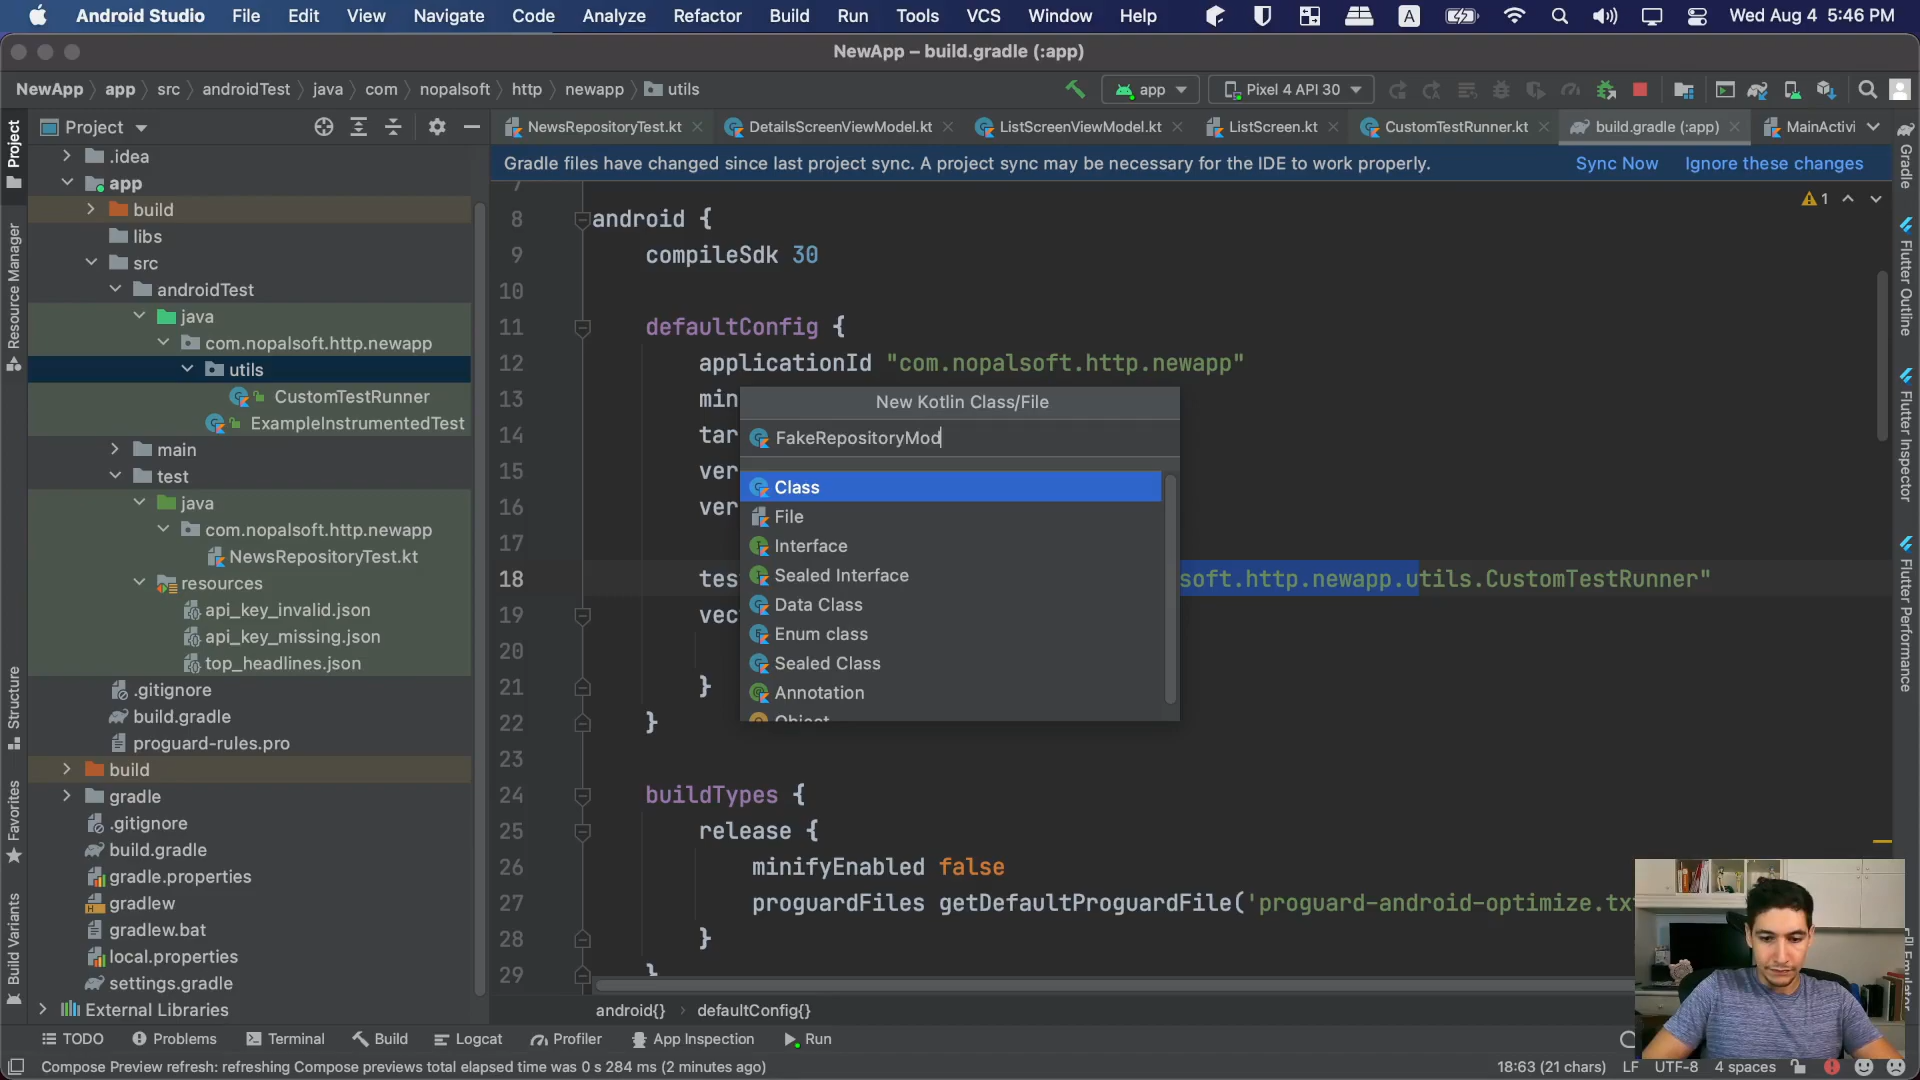 Android Studio File Edit View Navigate Code Analyze Refactor Build Run Tools VCS Window Help A Wed Aug 4 5:46 PM
NewApp – build.gradle (:app)
NewApp app src androidTest java com nopalsoft http newapp utils app Pixel 4 API 30
Project NewsRepositoryTest.kt DetailsScreenViewModel.kt ListScreenViewModel.kt ListScreen.kt CustomTestRunner.kt build.gradle (:app) MainActivi
Gradle files have changed since last project sync. A project sync may be necessary for the IDE to work properly. Sync Now Ignore these changes
.idea
app
build
libs
src
androidTest
java
com.nopalsoft.http.newapp
utils
CustomTestRunner
ExampleInstrumentedTest
main
test
java
com.nopalsoft.http.newapp
NewsRepositoryTest.kt
resources
api_key_invalid.json
api_key_missing.json
top_headlines.json
.gitignore
build.gradle
proguard-rules.pro
build
gradle
.gitignore
build.gradle
gradle.properties
gradlew
gradlew.bat
local.properties
settings.gradle
External Libraries
7
8 android {
9 compileSdk 30
10
11 defaultConfig {
12 applicationId "com.nopalsoft.http.newapp"
13 min
14 tar
15 ver
16 ver
17
18 tes soft.http.newapp.utils.CustomTestRunner"
19 vec
20
21 }
22 }
23
24 buildTypes {
25 release {
26 minifyEnabled false
27 proguardFiles getDefaultProguardFile('proguard-android-optimize.tx
28 }
29 }
1
New Kotlin Class/File
FakeRepositoryMod
Class
File
Interface
Sealed Interface
Data Class
Enum class
Sealed Class
Annotation
Object
android{} defaultConfig{}
Project
Resource Manager
Structure
Favorites
Build Variants
Gradle
Flutter Outline
Flutter Inspector
Flutter Performance
Emulator
TODO Problems Terminal Build Logcat Profiler App Inspection Run
Compose Preview refresh: refreshing Compose previews total elapsed time was 0 s 284 ms (2 minutes ago) 18:63 (21 chars) LF UTF-8 4 spaces